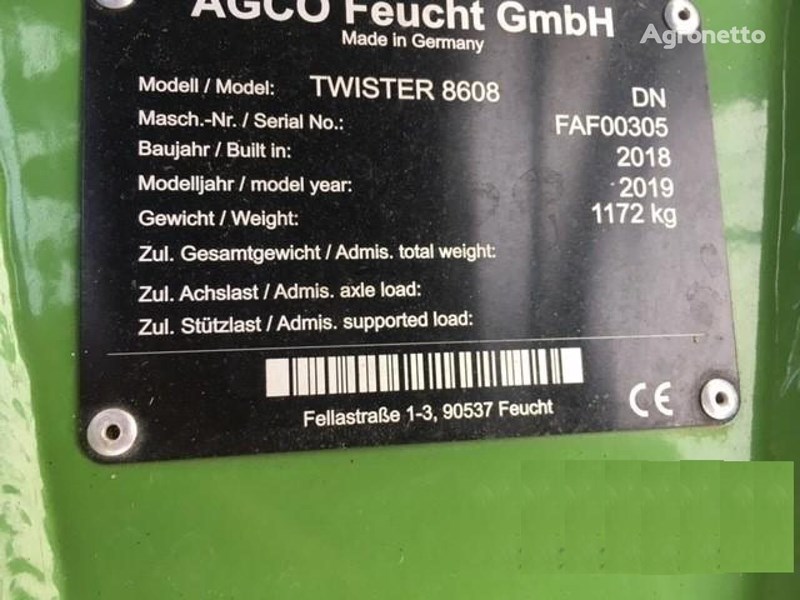 AGCO Feucht GmbH
Agronetto
Made in Germany
Modell / Model: TWISTER 8608 DN
Masch.-Nr. / Serial No.: FAF00305
Baujahr / Built in: 2018
Modelljahr / model year: 2019
Gewicht / Weight: 1172 kg
Zul. Gesamtgewicht / Admis. total weight:
Zul. Achslast / Admis. axle load:
Zul. Stützlast / Admis. supported load:
Fellastraße 1-3, 90537 Feucht
CE